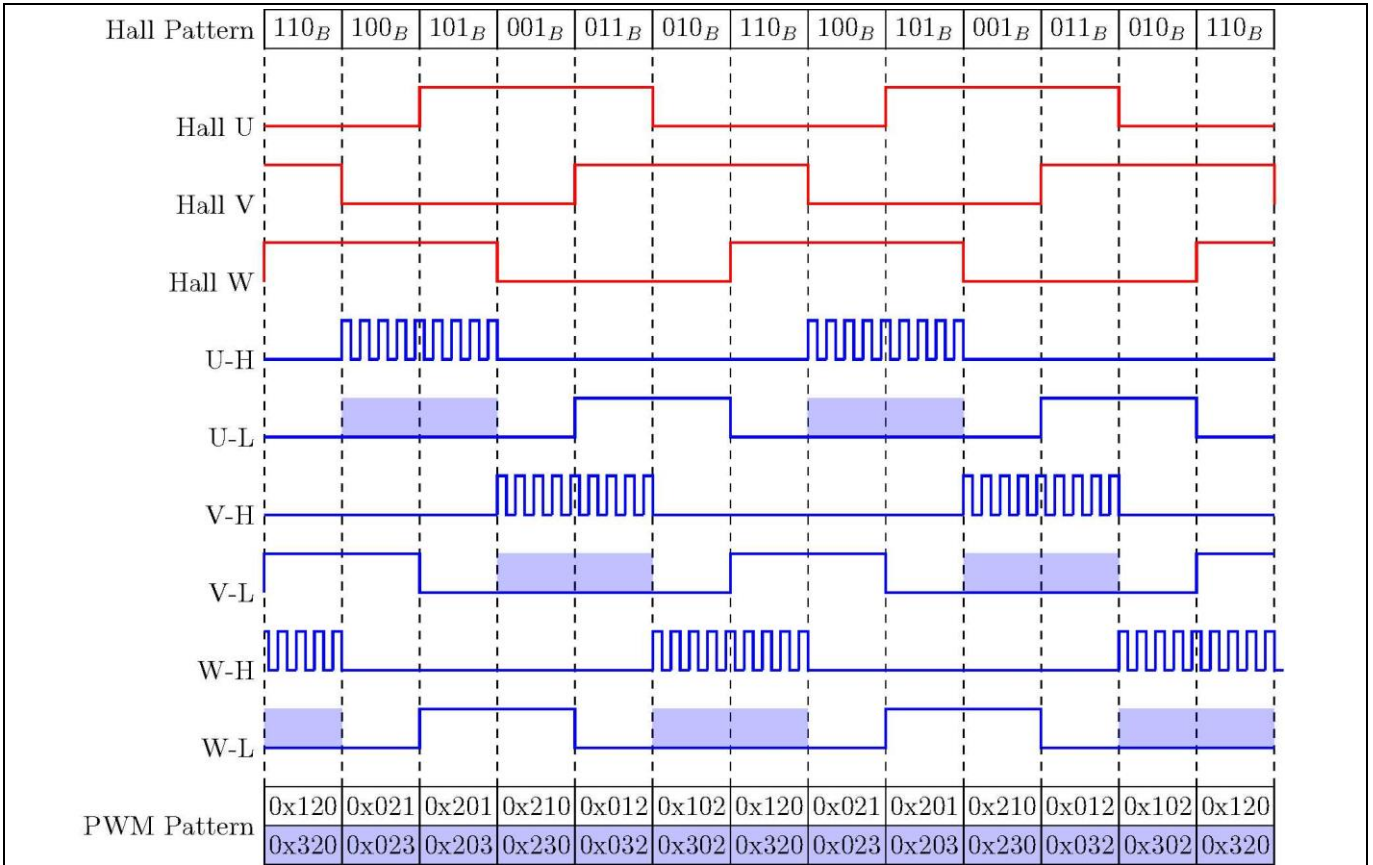 Hall Pattern 110B 100B 101B 001B 011B 010B 110B 100B 101B 001B 011B 010B 110B
Hall U
Hall V
Hall W
U-H
U-L
V-H
V-L
W-H
W-L
PWM Pattern
0x120 0x021 0x201 0x210 0x012 0x102 0x120 0x021 0x201 0x210 0x012 0x102 0x120
0x320 0x023 0x203 0x230 0x032 0x302 0x320 0x023 0x203 0x230 0x032 0x302 0x320